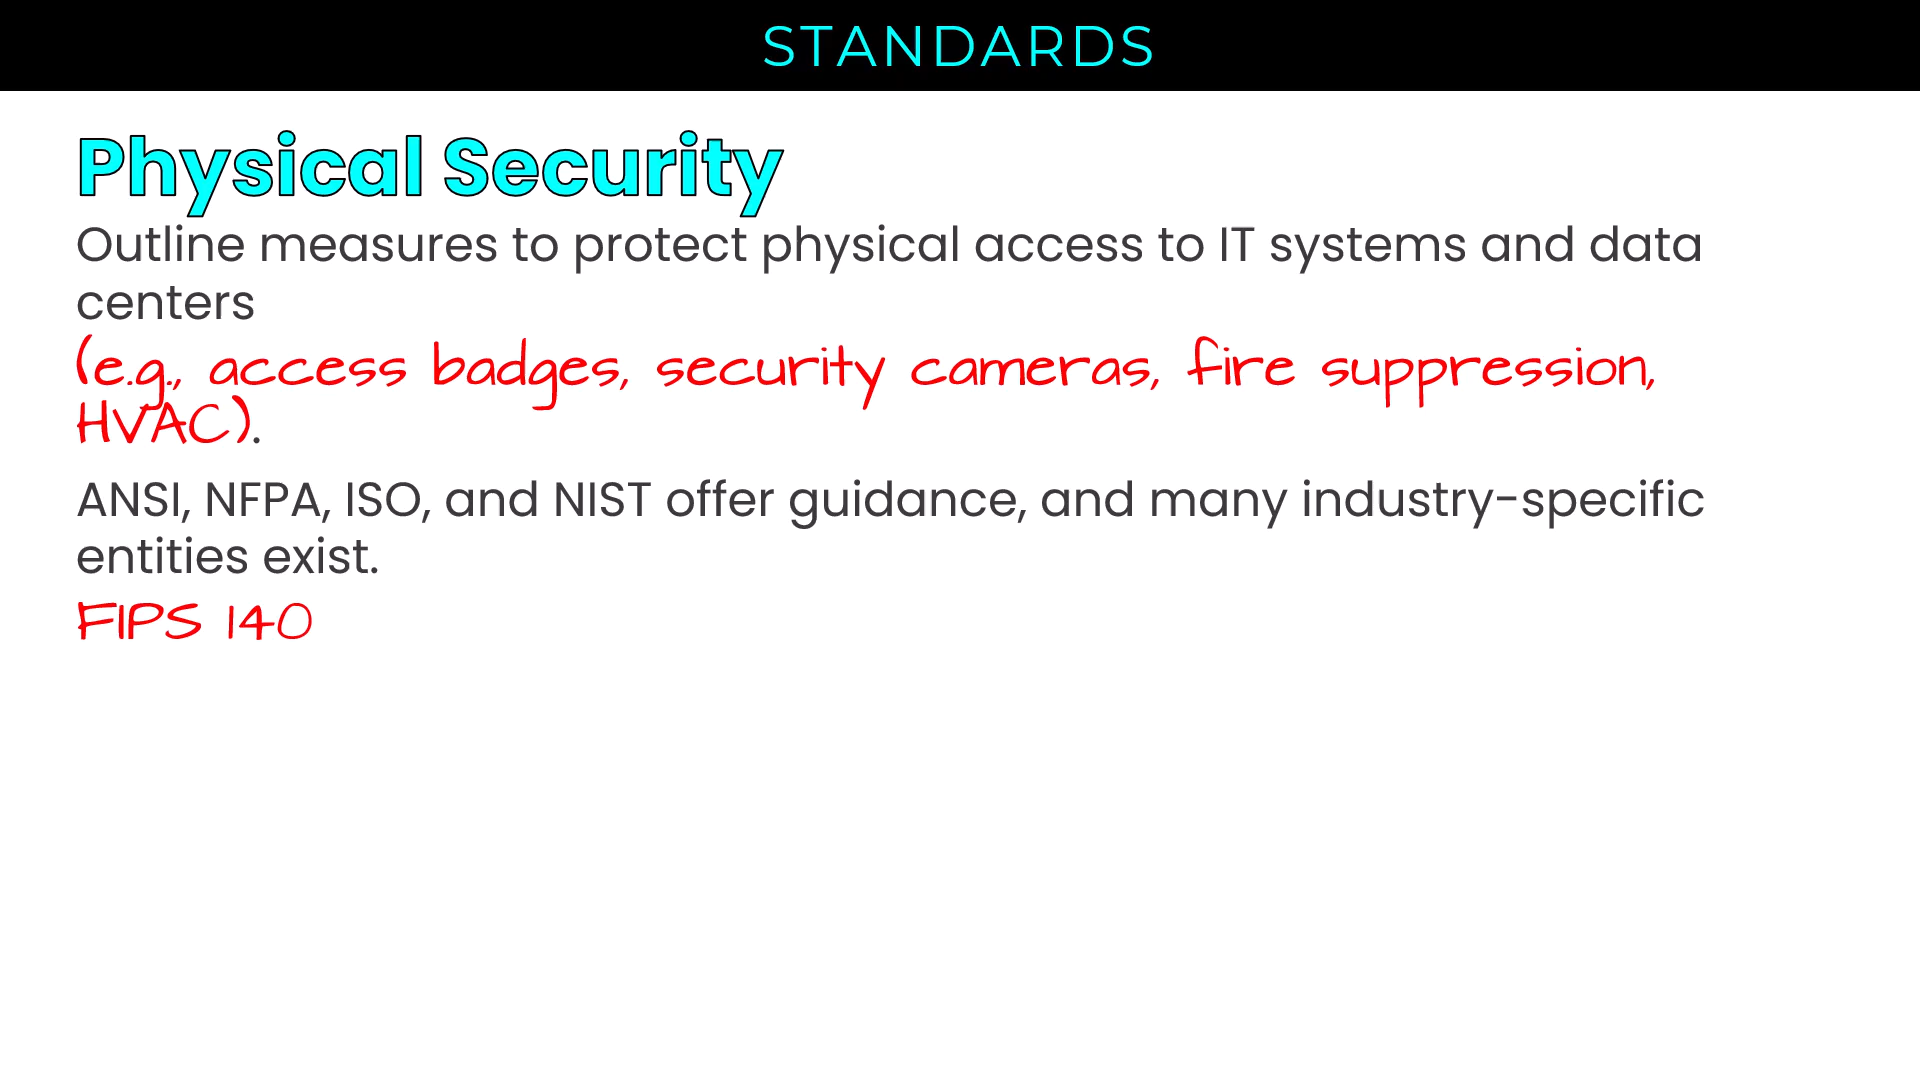 STANDARDS
Physical Security
Outline measures to protect physical access to IT systems and data
centers
(e.g., access badges, security cameras, fire suppression,
HVAC).
ANSI, NFPA, ISO, and NIST offer guidance, and many industry-specific
entities exist.
FIPS 140